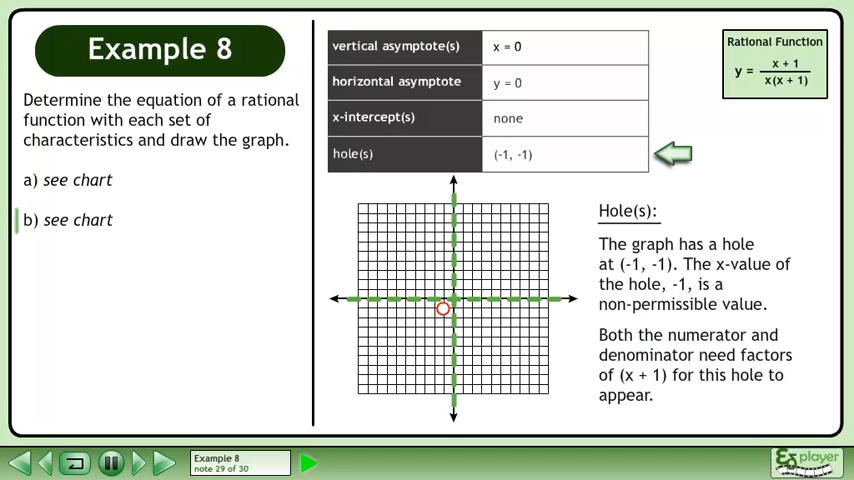 Example 8
Determine the equation of a rational
function with each set of
characteristics and draw the graph.
a) see chart
b) see chart
vertical asymptote(s) x = 0
horizontal asymptote y = 0
x-intercept(s) none
hole(s) (-1, -1)
Rational Function
y = x + 1
x(x + 1)
Hole(s):
The graph has a hole
at (-1, -1). The x-value of
the hole, -1, is a
non-permissible value.
Both the numerator and
denominator need factors
of (x + 1) for this hole to
appear.
Example 8
note 29 of 30
player